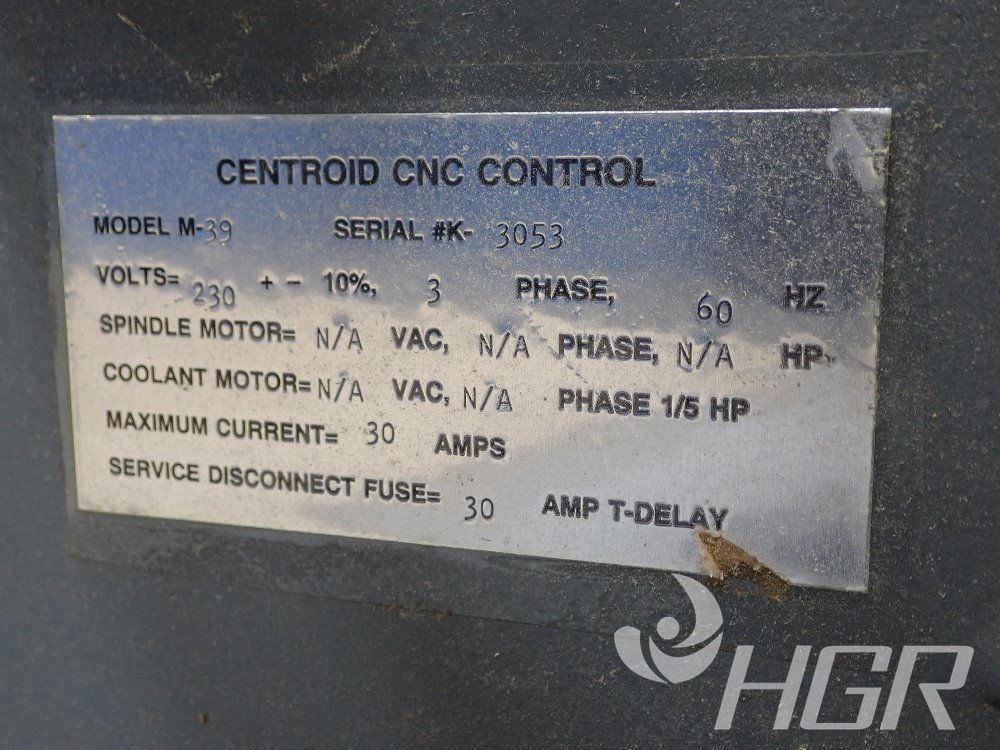 CENTROID CNC CONTROL
MODEL M-39 SERIAL #K- 3053
VOLTS= 230 + - 10%, 3 PHASE, 60 HZ
SPINDLE MOTOR= N/A VAC, N/A PHASE, N/A HP
COOLANT MOTOR= N/A VAC, N/A PHASE 1/5 HP
MAXIMUM CURRENT= 30 AMPS
SERVICE DISCONNECT FUSE= 30 AMP T-DELAY
HGR